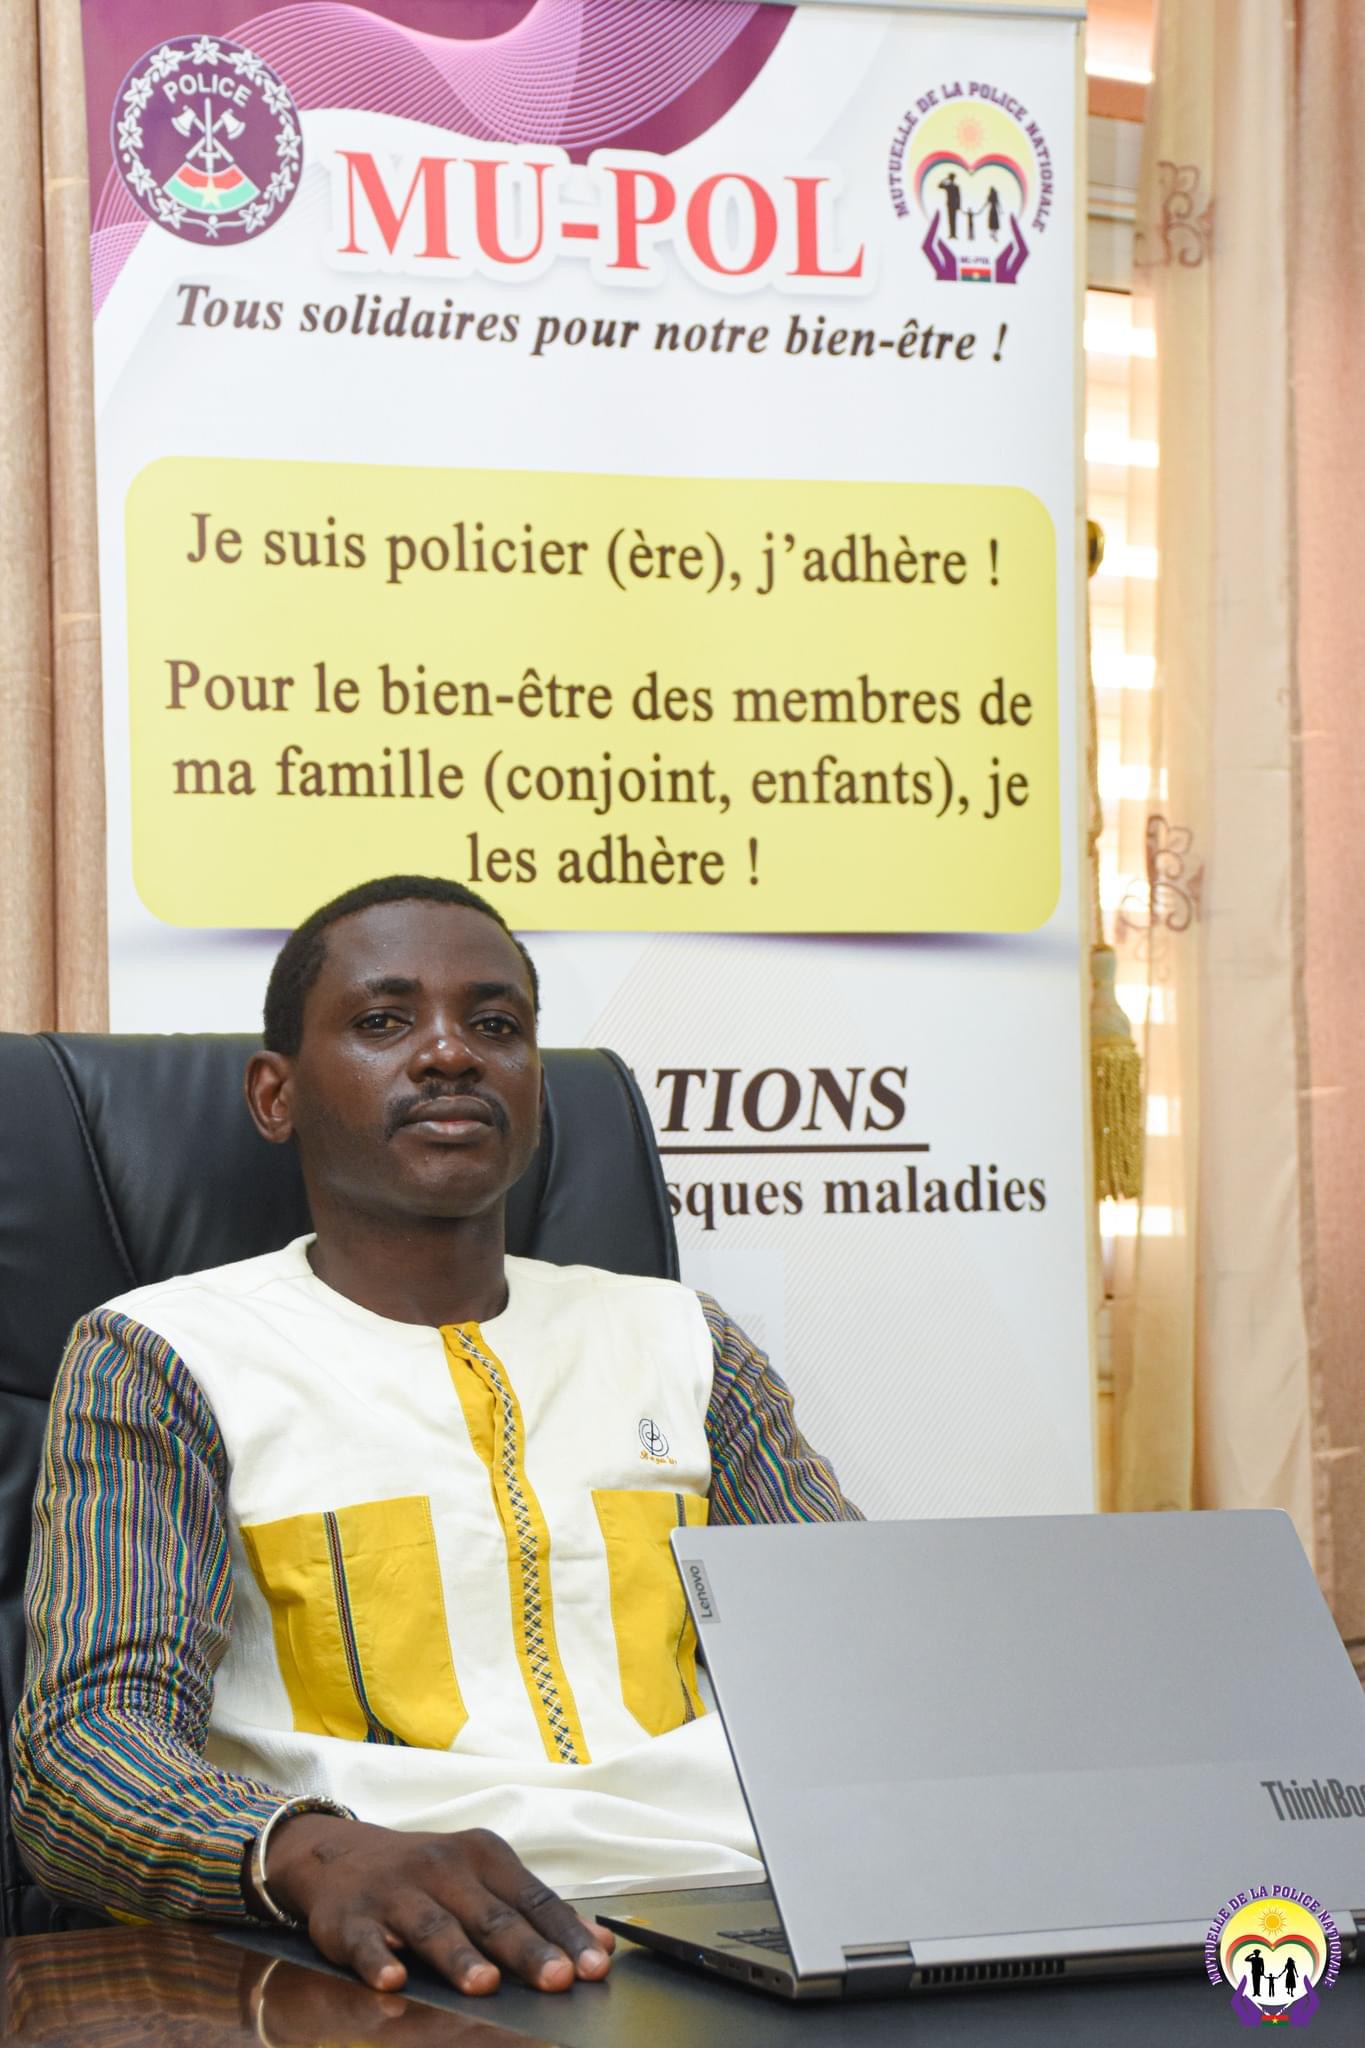 POLICE
MUTUELLE DE LA POLICE NATIONALE
MU-POL
MU-POL
Tous solidaires pour notre bien-être !
Je suis policier (ère), j’adhère !
Pour le bien-être des membres de
ma famille (conjoint, enfants), je
les adhère !
TIONS
sques maladies
Lenovo
ThinkBo
MUTUELLE DE LA POLICE NATIONALE